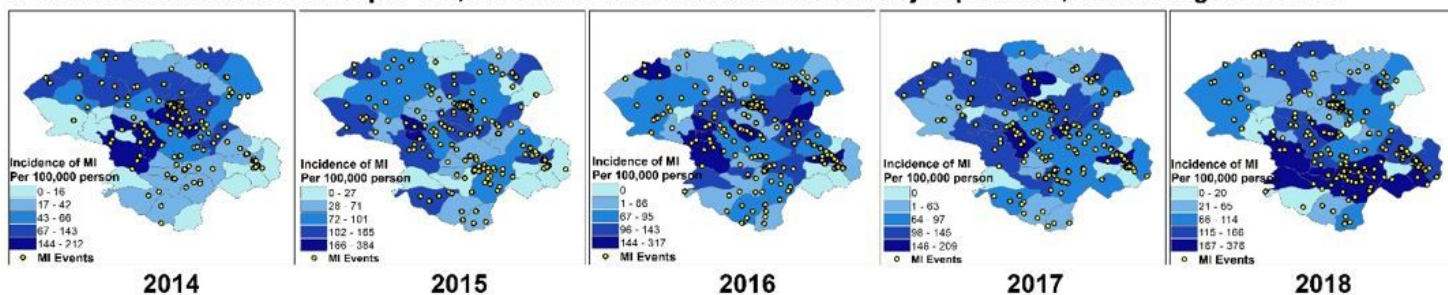 Incidence of MI
Per 100,000 person
0 - 16
17 - 42
43 - 66
67 - 143
144 - 212
MI Events
2014
Incidence of MI
Per 100,000 person
0 - 27
28 - 71
72 - 101
102 - 165
166 - 384
MI Events
2015
Incidence of MI
Per 100,000 person
0
1 - 66
67 - 95
96 - 143
144 - 317
MI Events
2016
Incidence of MI
Per 100,000 person
0
1 - 63
64 - 97
98 - 145
146 - 209
MI Events
2017
Incidence of MI
Per 100,000 person
0 - 20
21 - 65
66 - 114
115 - 166
167 - 376
MI Events
2018